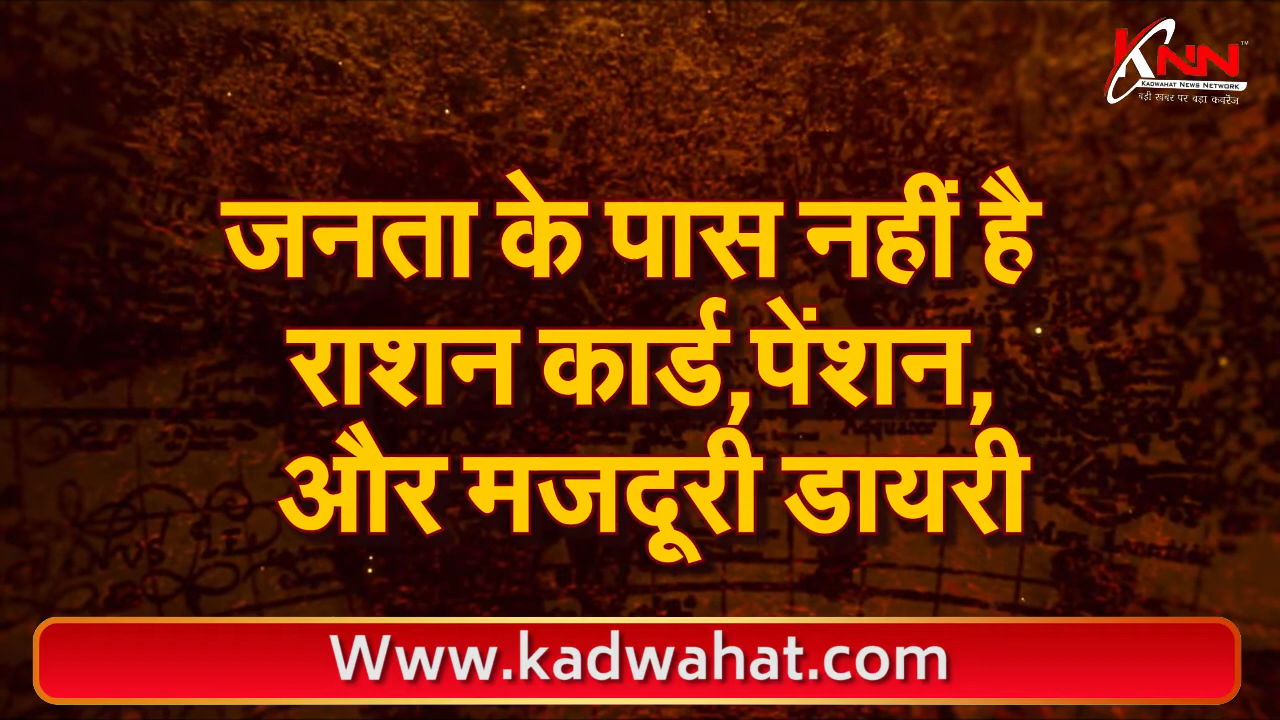 KNN
KADWAHAT NEWS NETWORK
बड़ी खबर पर बड़ा कवरेज
जनता के पास नहीं है
राशन कार्ड,पेंशन,
और मजदूरी डायरी
Www.kadwahat.com